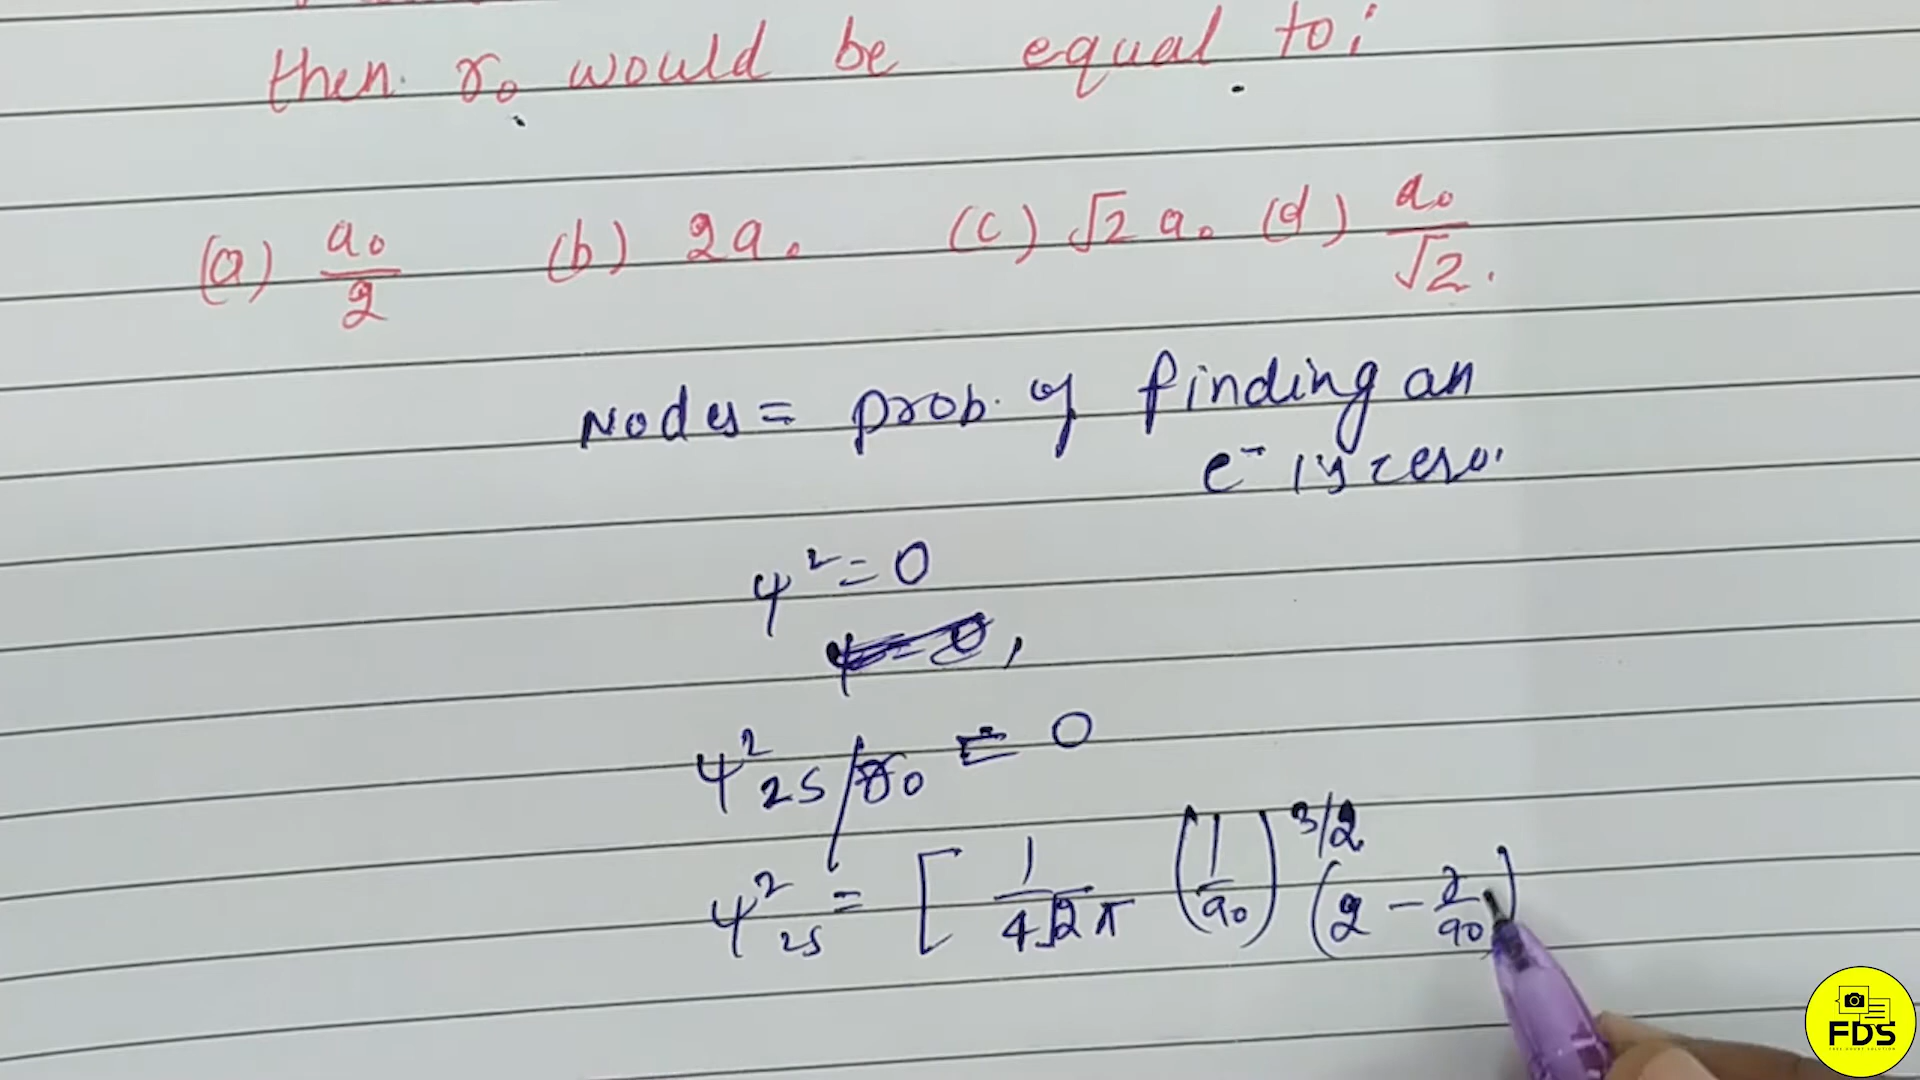 then r₀ would be equal to;
(a) a₀/2 (b) 2a₀ (c) √2 a₀ (d) a₀/√2.
Nodes = prob. of finding an
e⁻ is zero.
ψ² = 0
ψ²2s/r₀ = 0
ψ²2s = [ 1/4√2π (1/a₀)^3/2 (2 - r/a₀)
FDS